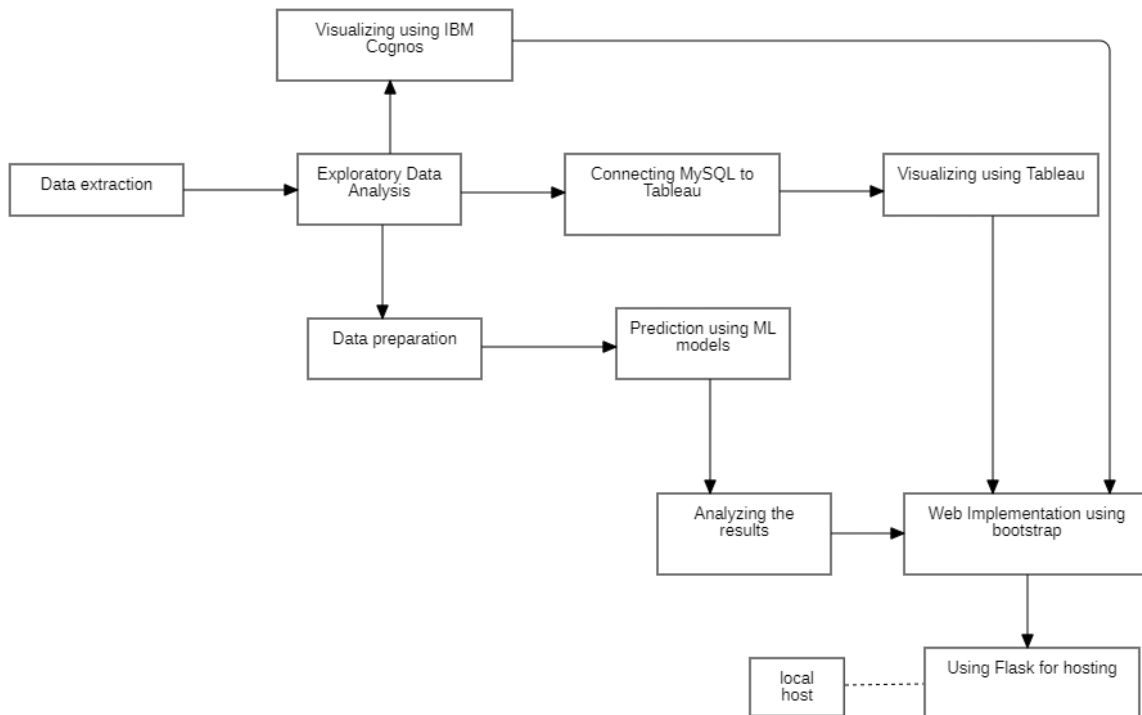 Visualizing using IBM
Cognos
Data extraction
Exploratory Data
Analysis
Connecting MySQL to
Tableau
Visualizing using Tableau
Data preparation
Prediction using ML
models
Analyzing the
results
Web Implementation using
bootstrap
Using Flask for hosting
local
host